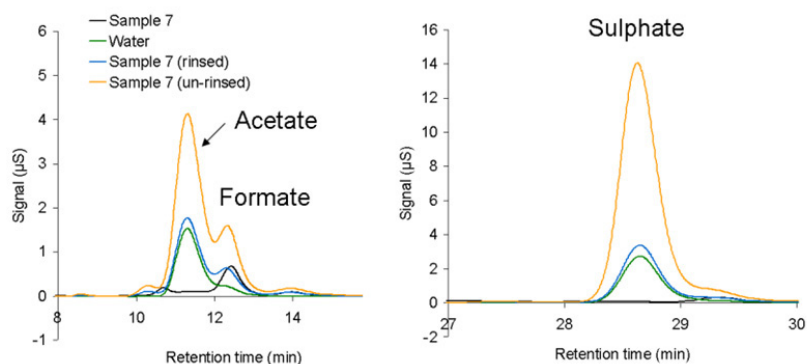 Sample 7
Water
Sample 7 (rinsed)
Sample 7 (un-rinsed)
6
5
4
3
2
1
0
-1
Signal (µS)
Acetate
Formate
8
10
12
14
Retention time (min)
Sulphate
16
14
12
10
8
6
4
2
0
-2
Signal (µS)
27
28
29
30
Retention time (min)